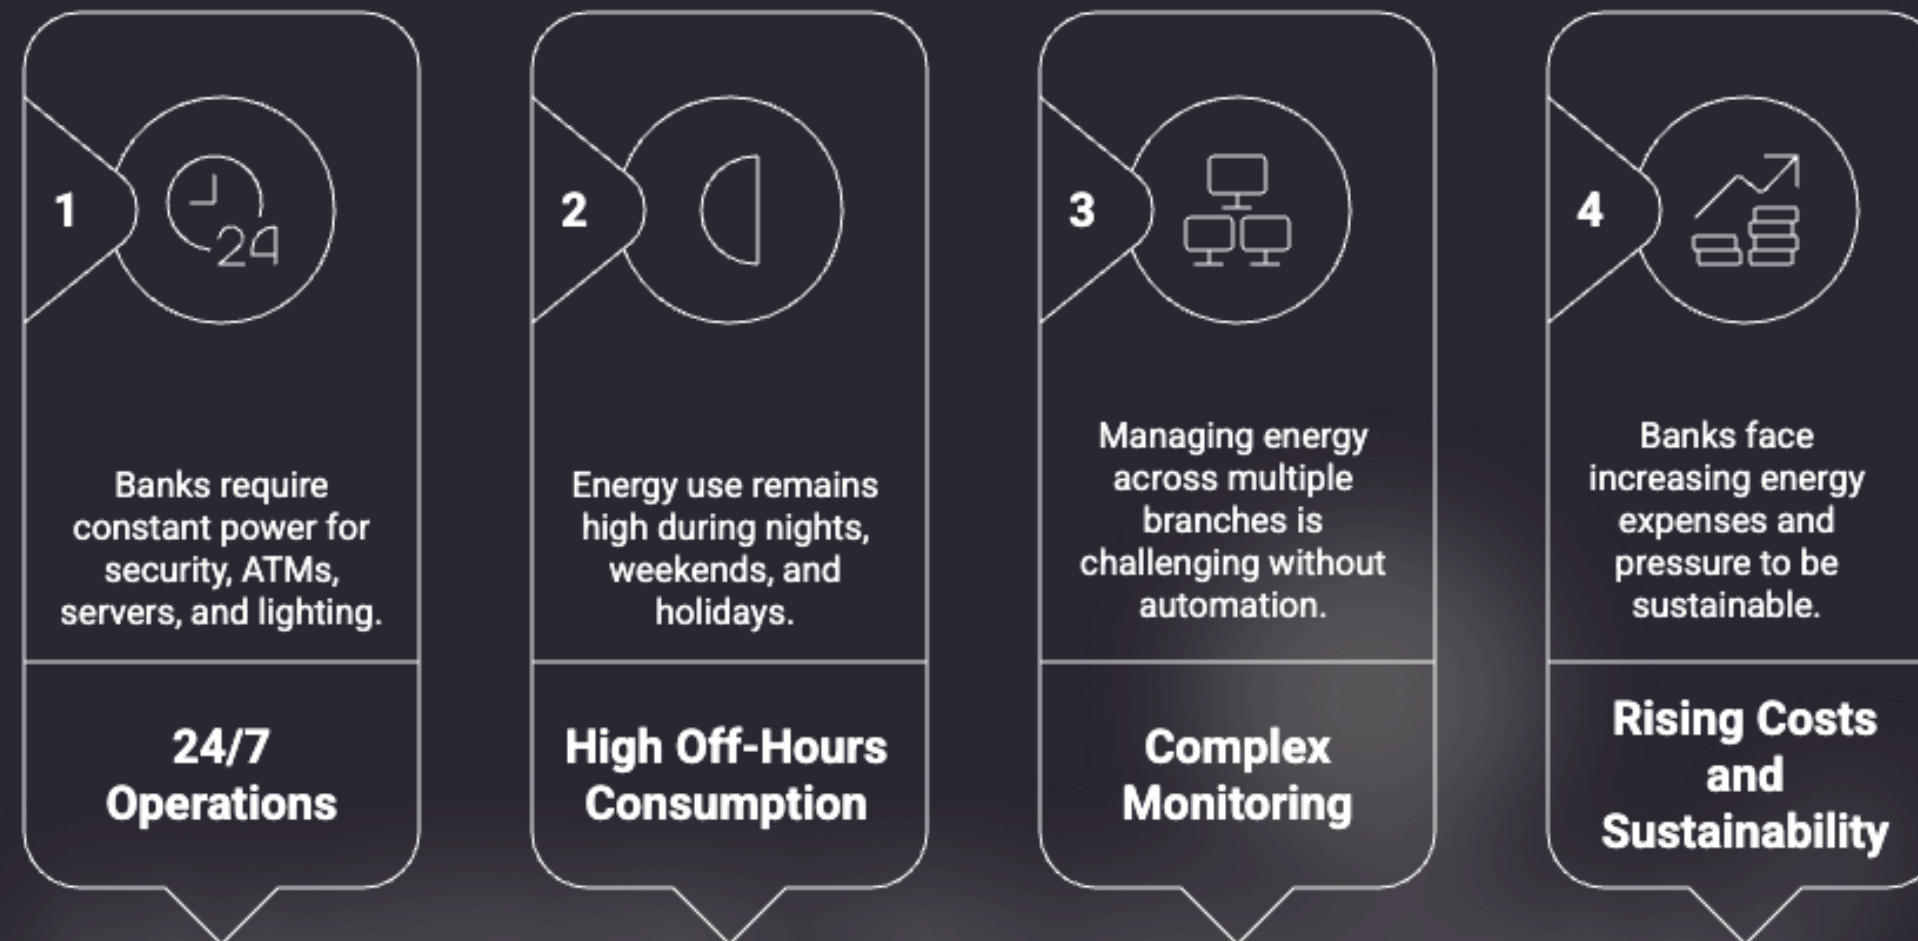 1
24
Banks require
constant power for
security, ATMs,
servers, and lighting.
24/7
Operations
2
Energy use remains
high during nights,
weekends, and
holidays.
High Off-Hours
Consumption
3
Managing energy
across multiple
branches is
challenging without
automation.
Complex
Monitoring
4
Banks face
increasing energy
expenses and
pressure to be
sustainable.
Rising Costs
and
Sustainability